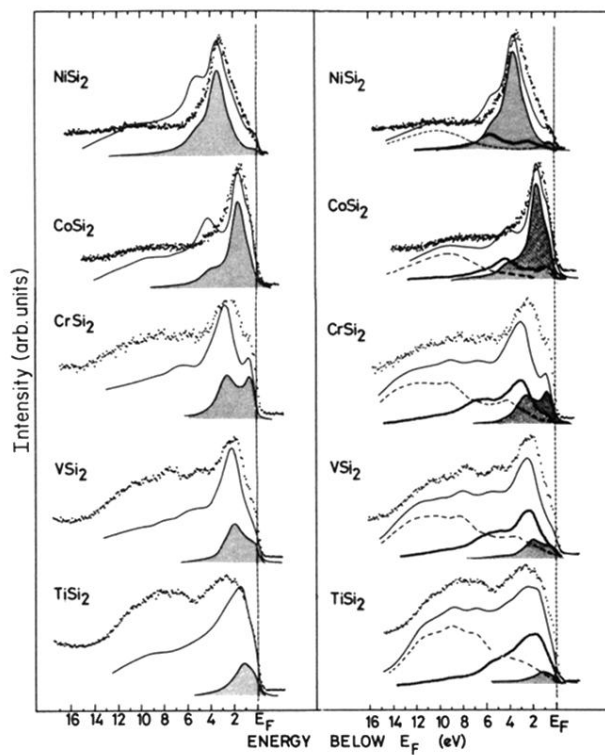 NiSi2
CoSi2
CrSi2
VSi2
TiSi2
NiSi2
CoSi2
CrSi2
VSi2
TiSi2
EF
Intensity (arb. units)
16 14 12 10 8 6 4 2 EF
16 14 12 10 8 6 4 2 EF
ENERGY BELOW EF (eV)